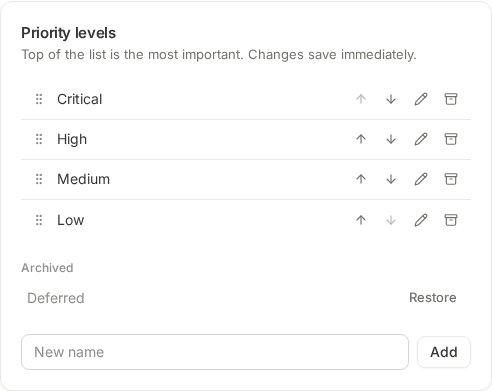 Priority levels
Top of the list is the most important. Changes save immediately.
Critical
High
Medium
Low
Archived
Deferred
Restore
New name
Add